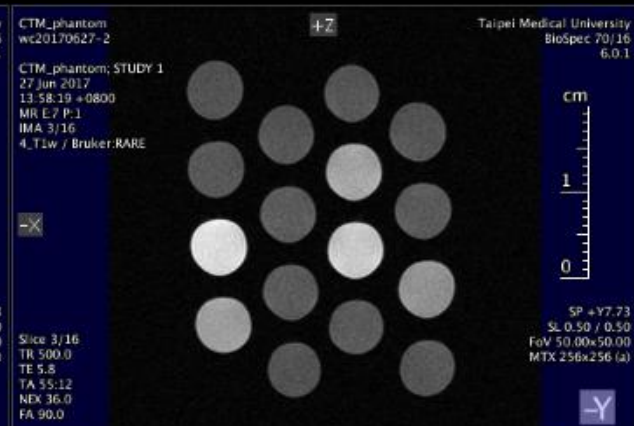 CTM_phantom
wc20170627-2
CTM_phantom; STUDY 1
27 Jun 2017
13:58:19 +0800
MR E:7 P:1
IMA 3/16
4_T1w / Bruker:RARE
+Z
Taipei Medical University
BioSpec 70/16
6.0.1
cm
1
0
-X
Slice 3/16
TR 500.0
TE 5.8
TA 55:12
NEX 36.0
FA 90.0
SP +Y7.73
SL 0.50 / 0.50
FoV 50.00x50.00
MTX 256x256 (a)
-Y